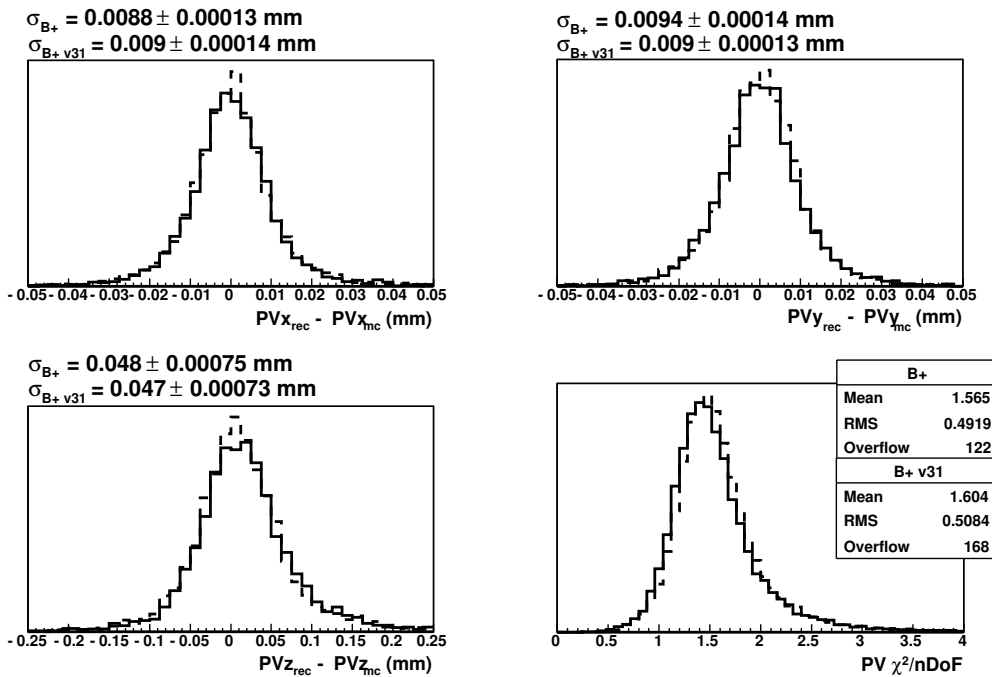 σB+ = 0.0088 ± 0.00013 mm
σB+ v31 = 0.009 ± 0.00014 mm
-0.05 -0.04 -0.03 -0.02 -0.01 0 0.01 0.02 0.03 0.04 0.05
PVxrec - PVxmc (mm)
σB+ = 0.0094 ± 0.00014 mm
σB+ v31 = 0.009 ± 0.00013 mm
-0.05 -0.04 -0.03 -0.02 -0.01 0 0.01 0.02 0.03 0.04 0.05
PVyrec - PVymc (mm)
σB+ = 0.048 ± 0.00075 mm
σB+ v31 = 0.047 ± 0.00073 mm
-0.25 -0.2 -0.15 -0.1 -0.05 0 0.05 0.1 0.15 0.2 0.25
PVzrec - PVzmc (mm)
B+
Mean 1.565
RMS 0.4919
Overflow 122
B+ v31
Mean 1.604
RMS 0.5084
Overflow 168
0 0.5 1 1.5 2 2.5 3 3.5 4
PV χ²/nDoF